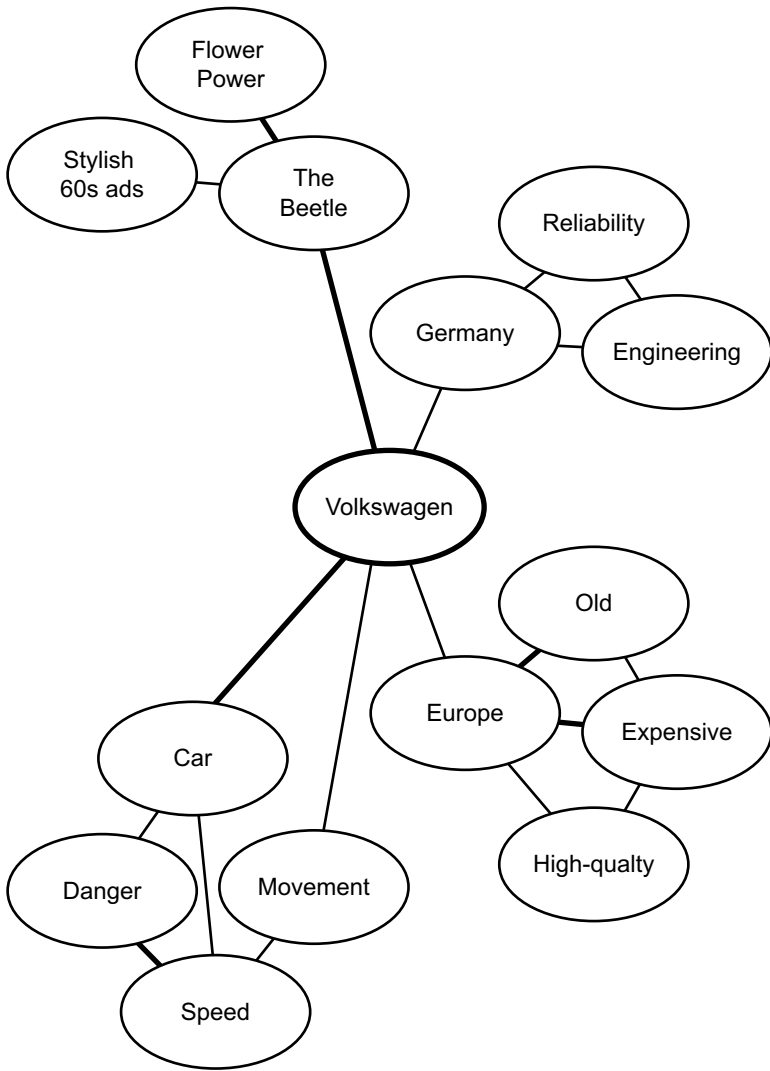 Flower
Power
Stylish
60s ads
The
Beetle
Reliability
Germany
Engineering
Volkswagen
Old
Europe
Expensive
Car
High-qualty
Danger
Movement
Speed